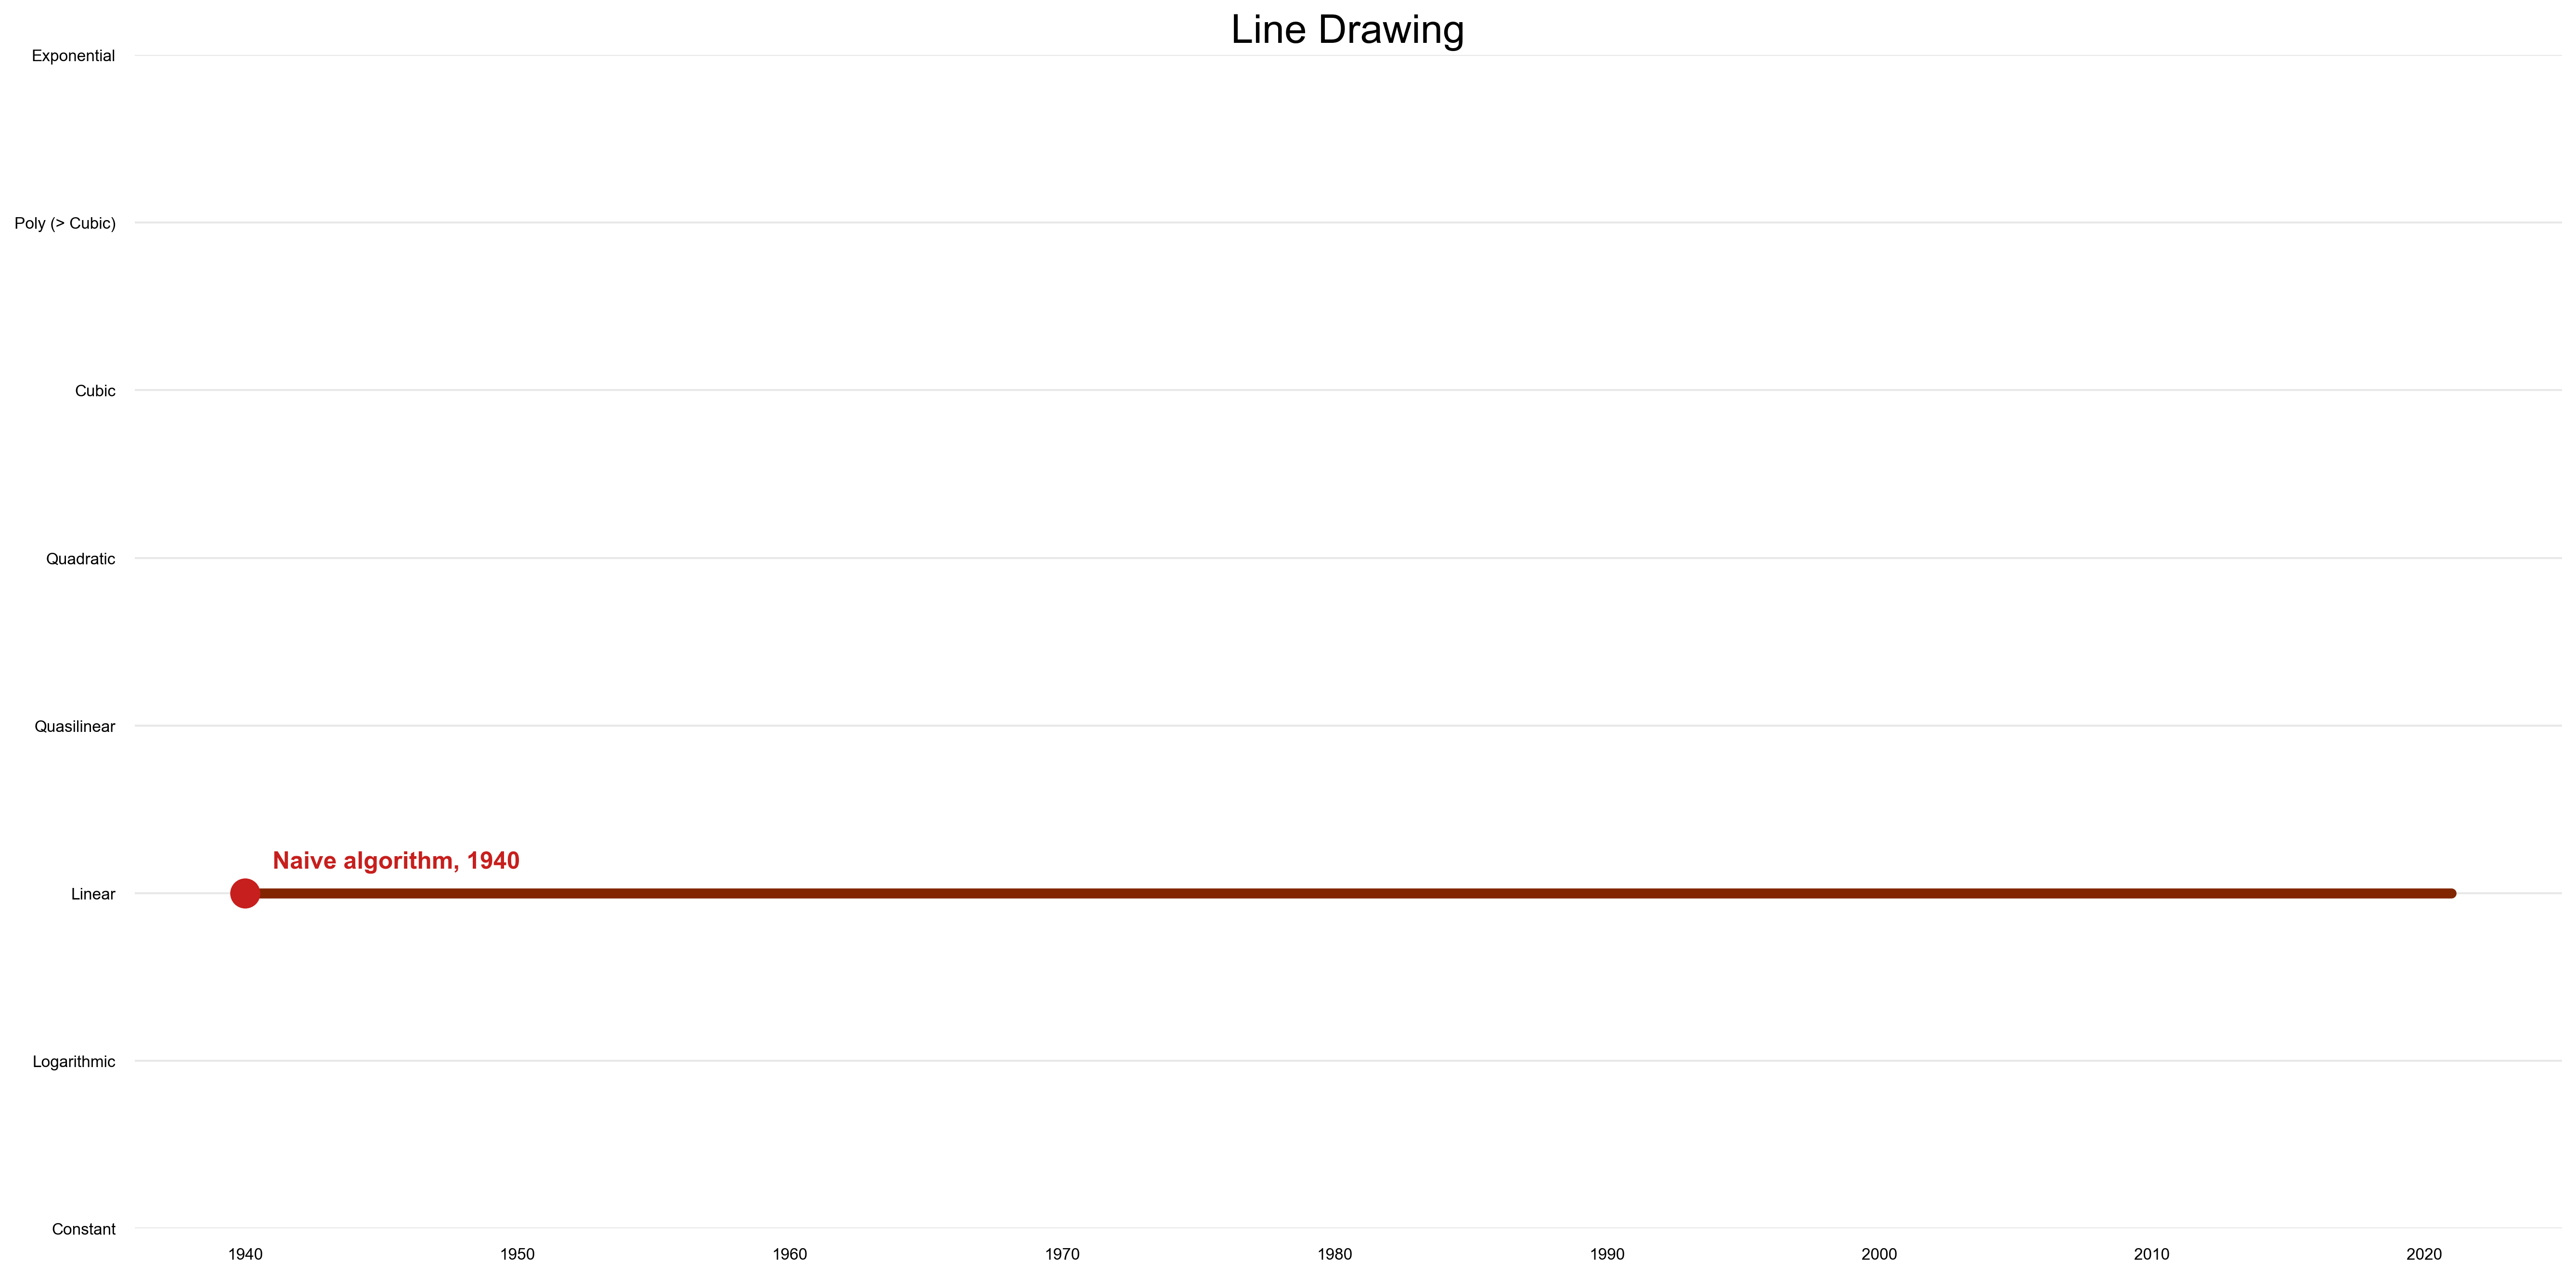 Line Drawing
Exponential
Poly (> Cubic)
Cubic
Quadratic
Quasilinear
Naive algorithm, 1940
Linear
Logarithmic
Constant
1940 1950 1960 1970 1980 1990 2000 2010 2020